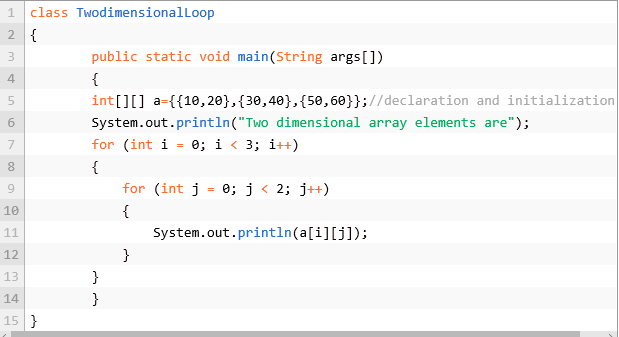 1 class TwodimensionalLoop
2 {
3 public static void main(String args[])
4 {
5 int[][] a={{10,20},{30,40},{50,60}};//declaration and initialization
6 System.out.println("Two dimensional array elements are");
7 for (int i = 0; i < 3; i++)
8 {
9 for (int j = 0; j < 2; j++)
10 {
11 System.out.println(a[i][j]);
12 }
13 }
14 }
15 }